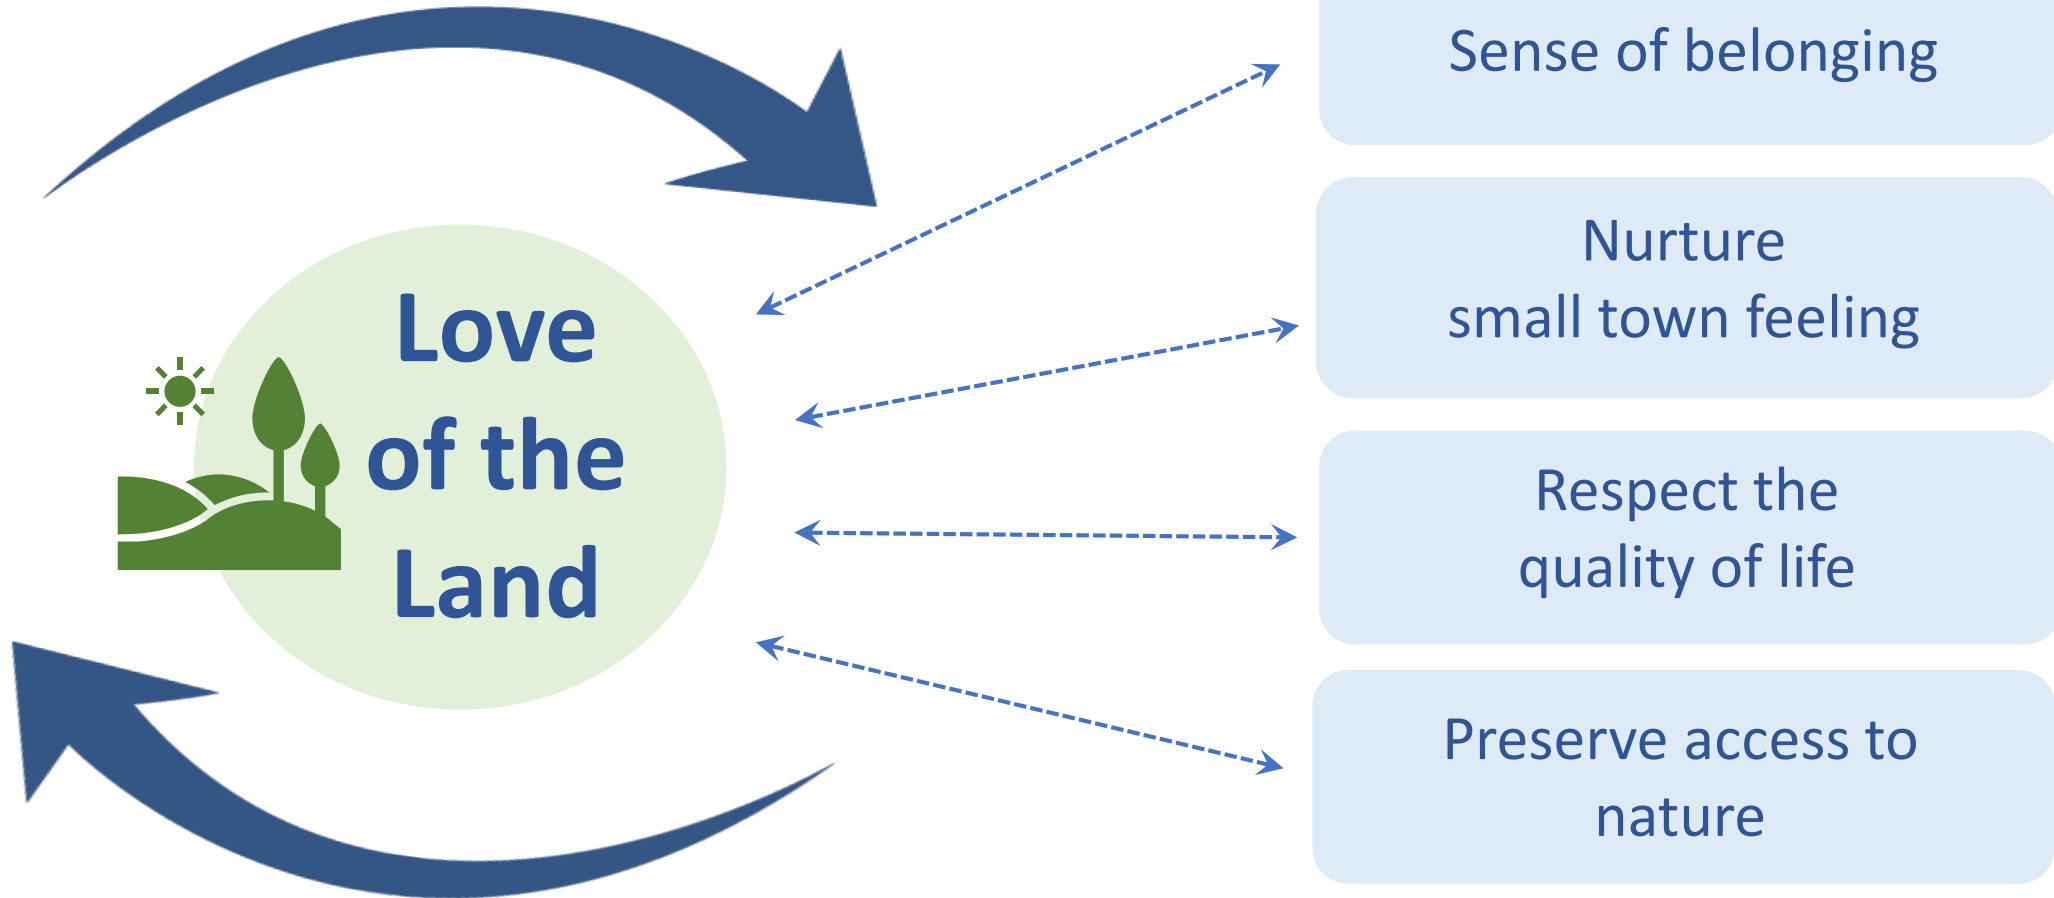 Love
of the
Land
Sense of belonging
Nurture
small town feeling
Respect the
quality of life
Preserve access to
nature